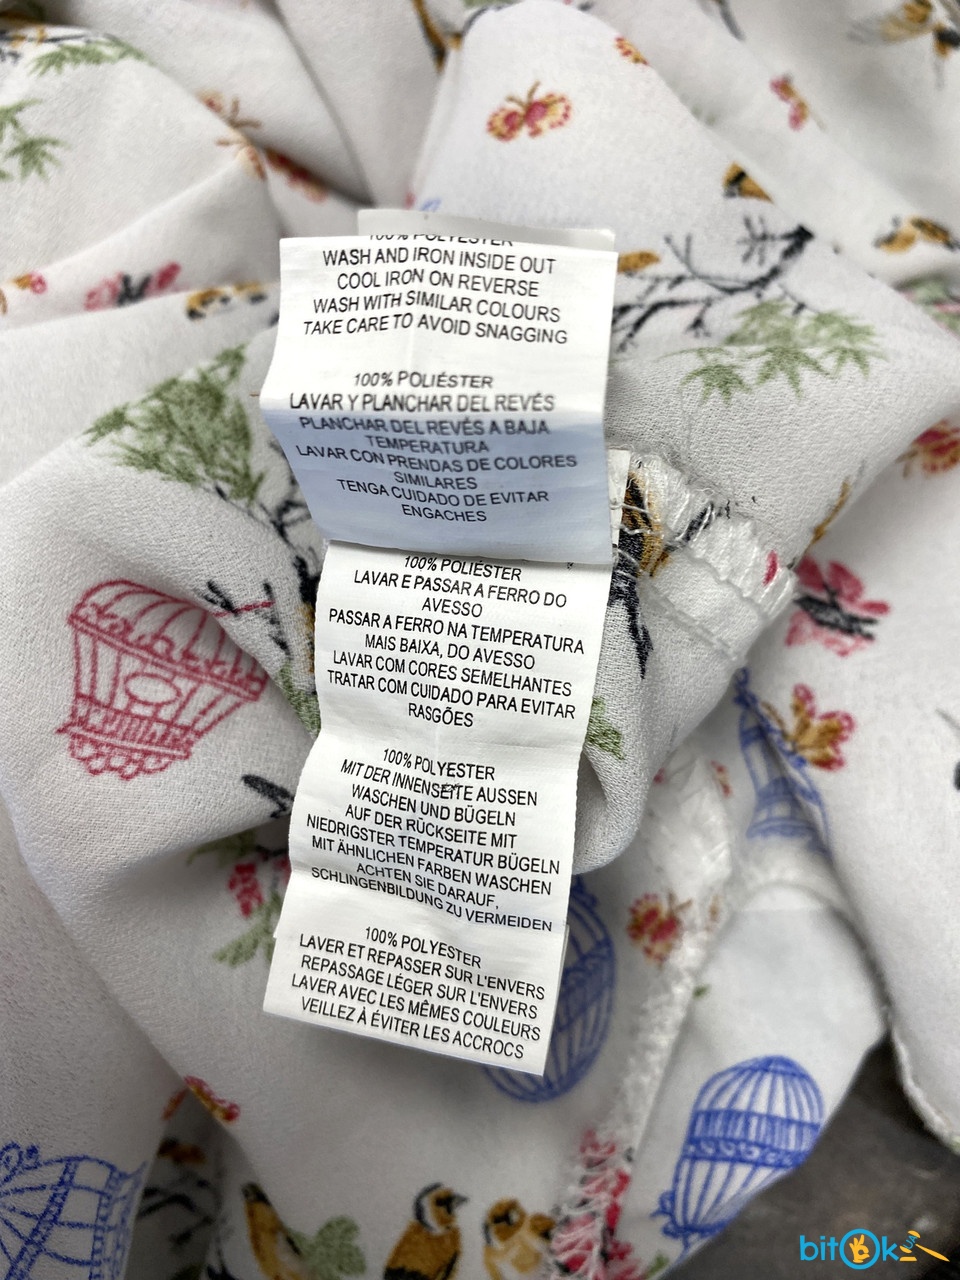 100% POLYESTER
WASH AND IRON INSIDE OUT
COOL IRON ON REVERSE
WASH WITH SIMILAR COLOURS
TAKE CARE TO AVOID SNAGGING
100% POLIÉSTER
LAVAR Y PLANCHAR DEL REVÉS
PLANCHAR DEL REVÉS A BAJA
TEMPERATURA
LAVAR CON PRENDAS DE COLORES
SIMILARES
TENGA CUIDADO DE EVITAR
ENGACHES
100% POLIÉSTER
LAVAR E PASSAR A FERRO DO
AVESSO
PASSAR A FERRO NA TEMPERATURA
MAIS BAIXA, DO AVESSO
LAVAR COM CORES SEMELHANTES
TRATAR COM CUIDADO PARA EVITAR
RASGÕES
100% POLYESTER
MIT DER INNENSEITE AUSSEN
WASCHEN UND BÜGELN
AUF DER RÜCKSEITE MIT
NIEDRIGSTER TEMPERATUR BÜGELN
MIT ÄHNLICHEN FARBEN WASCHEN
ACHTEN SIE DARAUF,
SCHLINGENBILDUNG ZU VERMEIDEN
100% POLYESTER
LAVER ET REPASSER SUR L'ENVERS
REPASSAGE LÉGER SUR L'ENVERS
LAVER AVEC LES MÊMES COULEURS
VEILLEZ À ÉVITER LES ACCROCS
bitOk